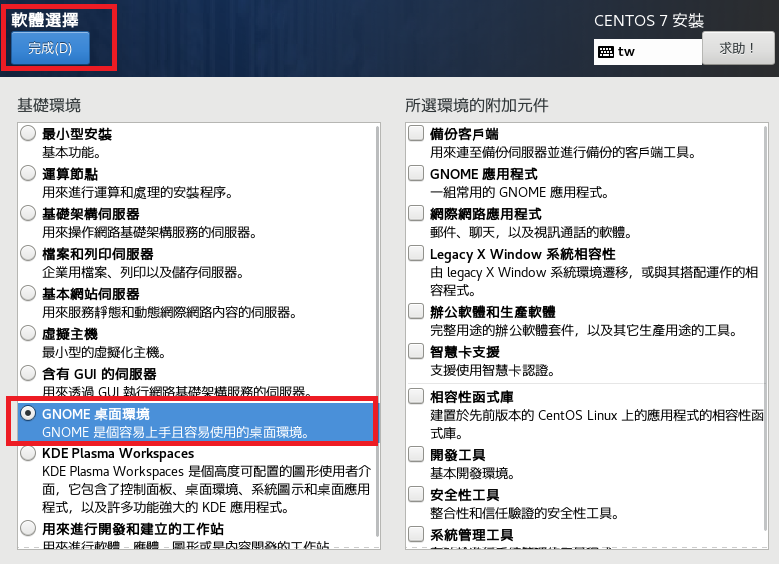 軟體選擇
完成(D)
CENTOS 7 安裝
tw
求助！
基礎環境
最小型安裝
基本功能。
運算節點
用來進行運算和處理的安裝程序。
基礎架構伺服器
用來操作網路基礎架構服務的伺服器。
檔案和列印伺服器
企業用檔案、列印以及儲存伺服器。
基本網站伺服器
用來服務靜態和動態網際網路內容的伺服器。
虛擬主機
最小型的虛擬化主機。
含有 GUI 的伺服器
用來透過 GUI 執行網路基礎架構服務的伺服器。
GNOME 桌面環境
GNOME 是個容易上手且容易使用的桌面環境。
KDE Plasma Workspaces
KDE Plasma Workspaces 是個高度可配置的圖形使用者介
面，它包含了控制面板、桌面環境、系統圖示和桌面應用
程式，以及許多功能強大的 KDE 應用程式。
用來進行開發和建立的工作站
用來進行軟體、硬體、圖形或是內容開發的工作站
所選環境的附加元件
備份客戶端
用來連至備份伺服器並進行備份的客戶端工具。
GNOME 應用程式
一組常用的 GNOME 應用程式。
網際網路應用程式
郵件、聊天，以及視訊通話的軟體。
Legacy X Window 系統相容性
由 legacy X Window 系統環境遷移，或與其搭配運作的相
容程式。
辦公軟體和生產軟體
完整用途的辦公軟體套件，以及其它生產用途的工具。
智慧卡支援
支援使用智慧卡認證。
相容性函式庫
建置於先前版本的 CentOS Linux 上的應用程式的相容性函
式庫。
開發工具
基本開發環境。
安全性工具
整合性和信任驗證的安全性工具。
系統管理工具